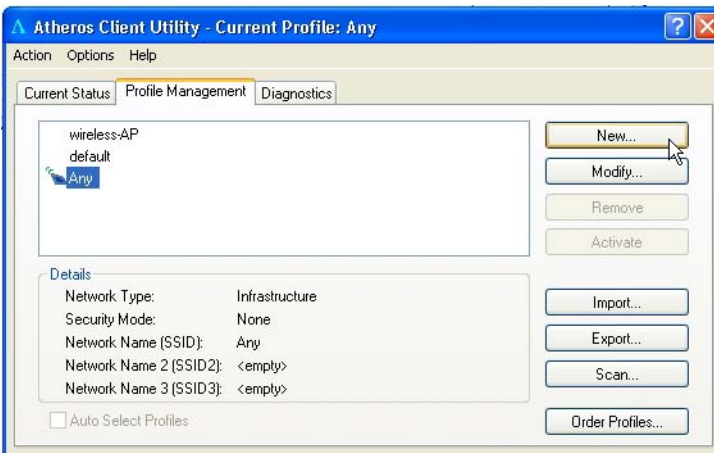 Atheros Client Utility - Current Profile: Any
Action Options Help
Current Status Profile Management Diagnostics
wireless-AP
default
Any
New...
Modify...
Remove
Activate
Details
Network Type: Infrastructure
Security Mode: None
Network Name (SSID): Any
Network Name 2 (SSID2): <empty>
Network Name 3 (SSID3): <empty>
Import...
Export...
Scan...
Auto Select Profiles
Order Profiles...